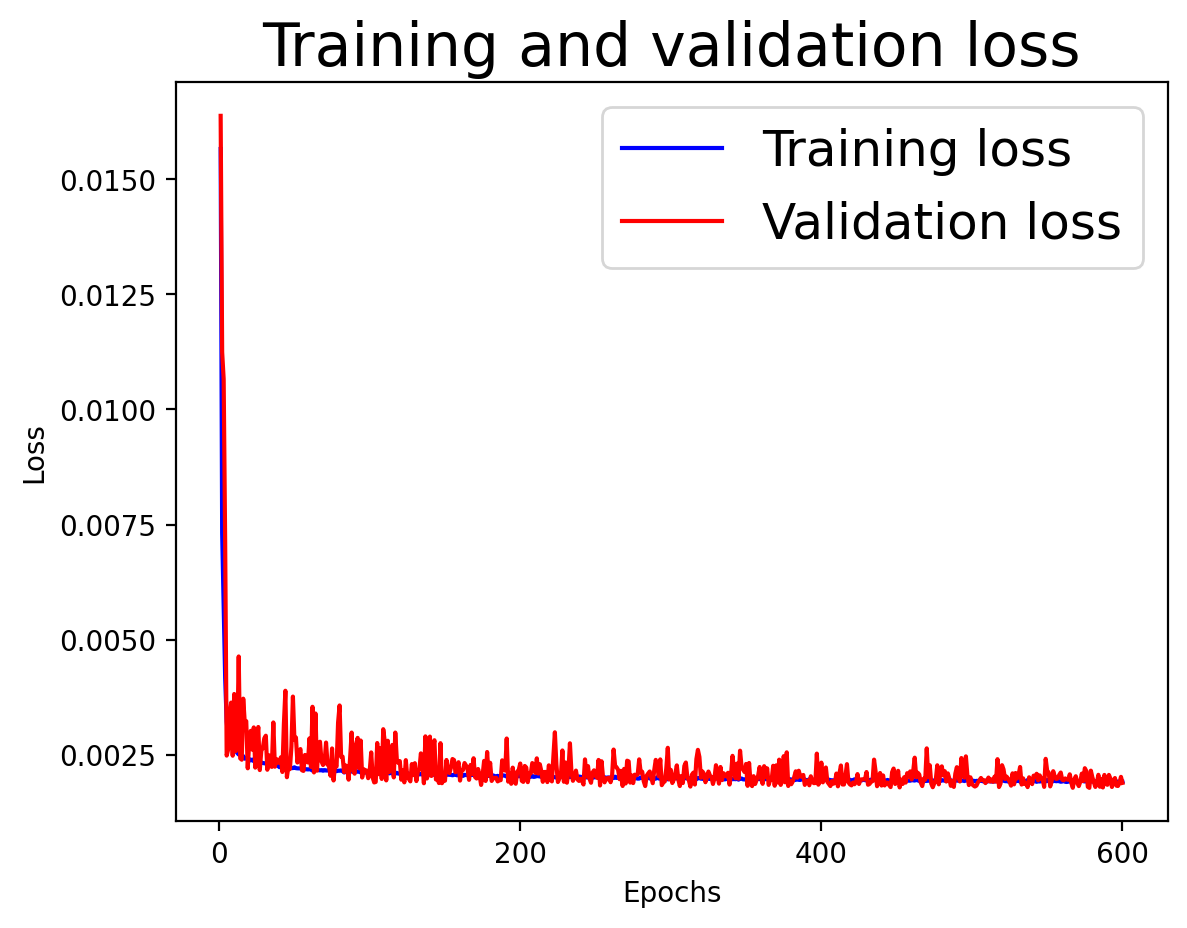 Training and validation loss
Training loss
Validation loss
0.0150
0.0125
0.0100
0.0075
0.0050
0.0025
Loss
0
200
400
600
Epochs